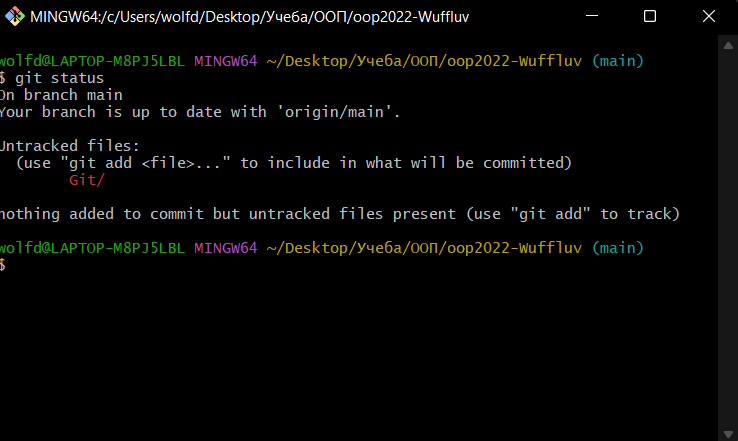 MINGW64:/c/Users/wolfd/Desktop/Учеба/ООП/oop2022-Wuffluv
wolfd@LAPTOP-M8PJ5LBL MINGW64 ~/Desktop/Учеба/ООП/oop2022-Wuffluv (main)
$ git status
On branch main
Your branch is up to date with 'origin/main'.
Untracked files:
(use "git add <file>..." to include in what will be committed)
Git/
nothing added to commit but untracked files present (use "git add" to track)
wolfd@LAPTOP-M8PJ5LBL MINGW64 ~/Desktop/Учеба/ООП/oop2022-Wuffluv (main)
$